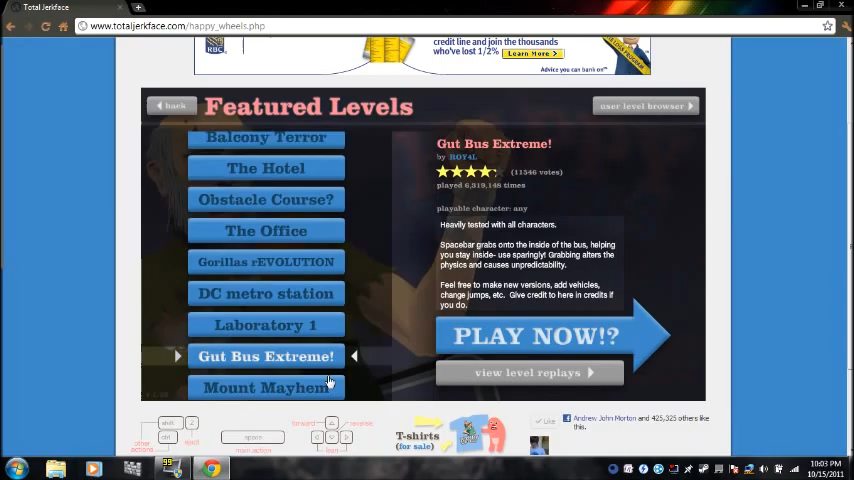 Total Jerkface
www.totaljerkface.com/happy_wheels.php
RBC
credit line and join the thousands
who've lost 1/2%
Learn More >
Advice you can bank on™
back
Featured Levels
user level browser
Balcony Terror
The Hotel
Obstacle Course?
The Office
Gorillas rEVOLUTION
DC metro station
Laboratory 1
Gut Bus Extreme!
Mount Mayhem
Gut Bus Extreme!
by ROY4L
(11546 votes)
played 6,319,148 times
playable character: any
Heavily tested with all characters.
Spacebar grabs onto the inside of the bus, helping
you stay inside- use sparingly! Grabbing alters the
physics and causes unpredictability.
Feel free to make new versions, add vehicles,
change jumps, etc. Give credit to here in credits if
you do.
PLAY NOW!?
view level replays
shift
Z
ctrl
eject
other
actions
space
main action
forward
reverse
lean
T-shirts
(for sale)
Like
Andrew John Morton and 425,325 others like
this.
99
10:03 PM
10/15/2011